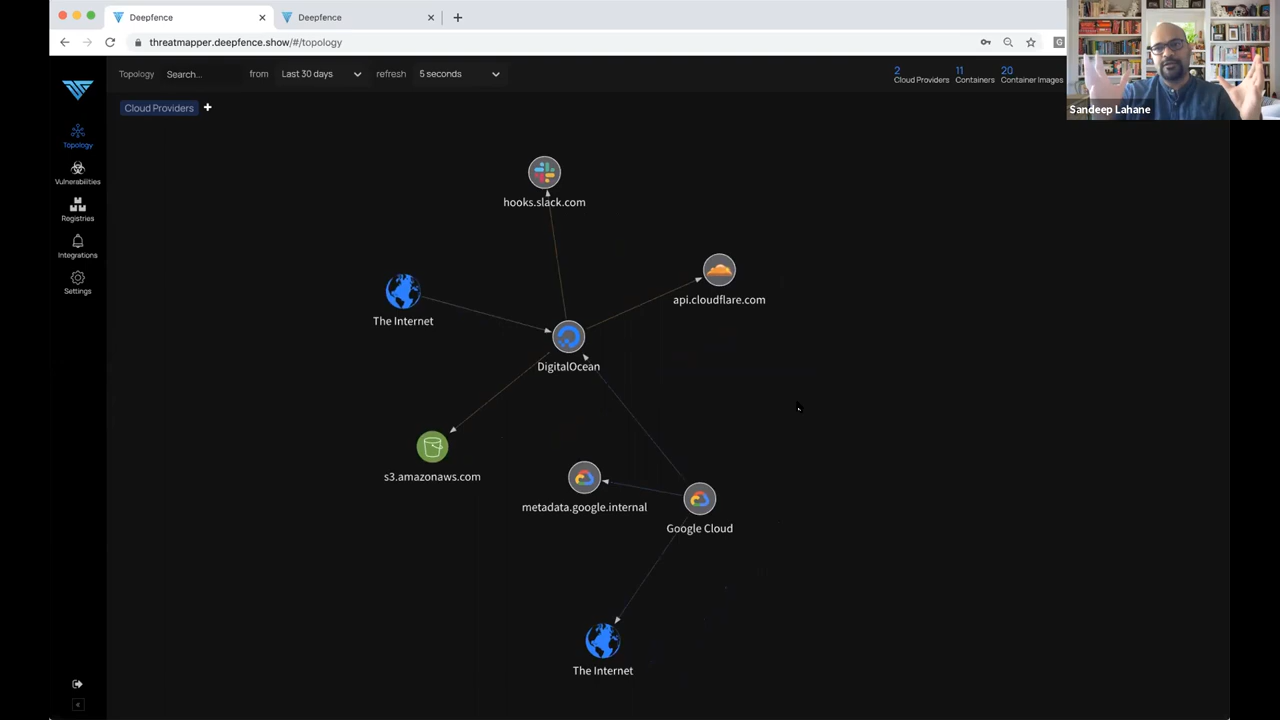 Deepfence
Deepfence
threatmapper.deepfence.show/#/topology
G
Sandeep Lahane
Topology Search... from Last 30 days refresh 5 seconds
2 11 20
Cloud Providers Containers Container Images
Cloud Providers +
Topology
Vulnerabilities
Registries
Integrations
Settings
hooks.slack.com
api.cloudflare.com
The Internet
DigitalOcean
s3.amazonaws.com
metadata.google.internal
Google Cloud
The Internet